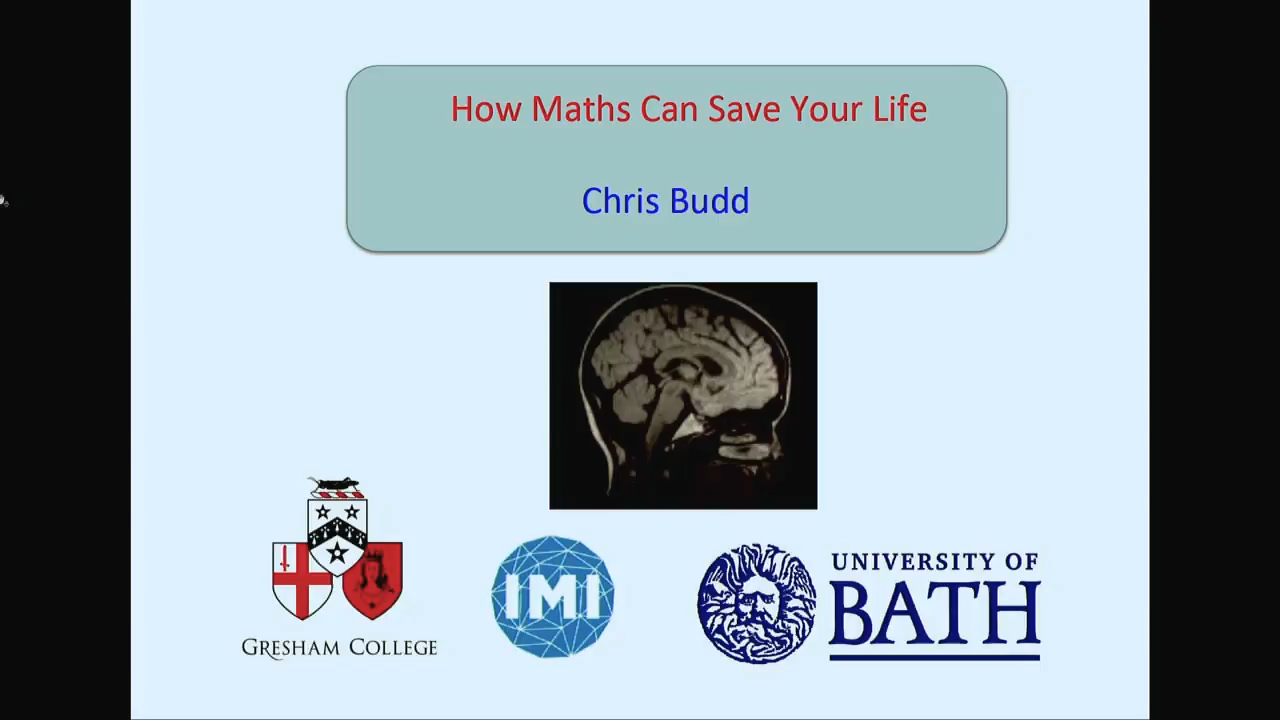 How Maths Can Save Your Life
Chris Budd
GRESHAM COLLEGE
IMI
UNIVERSITY OF
BATH